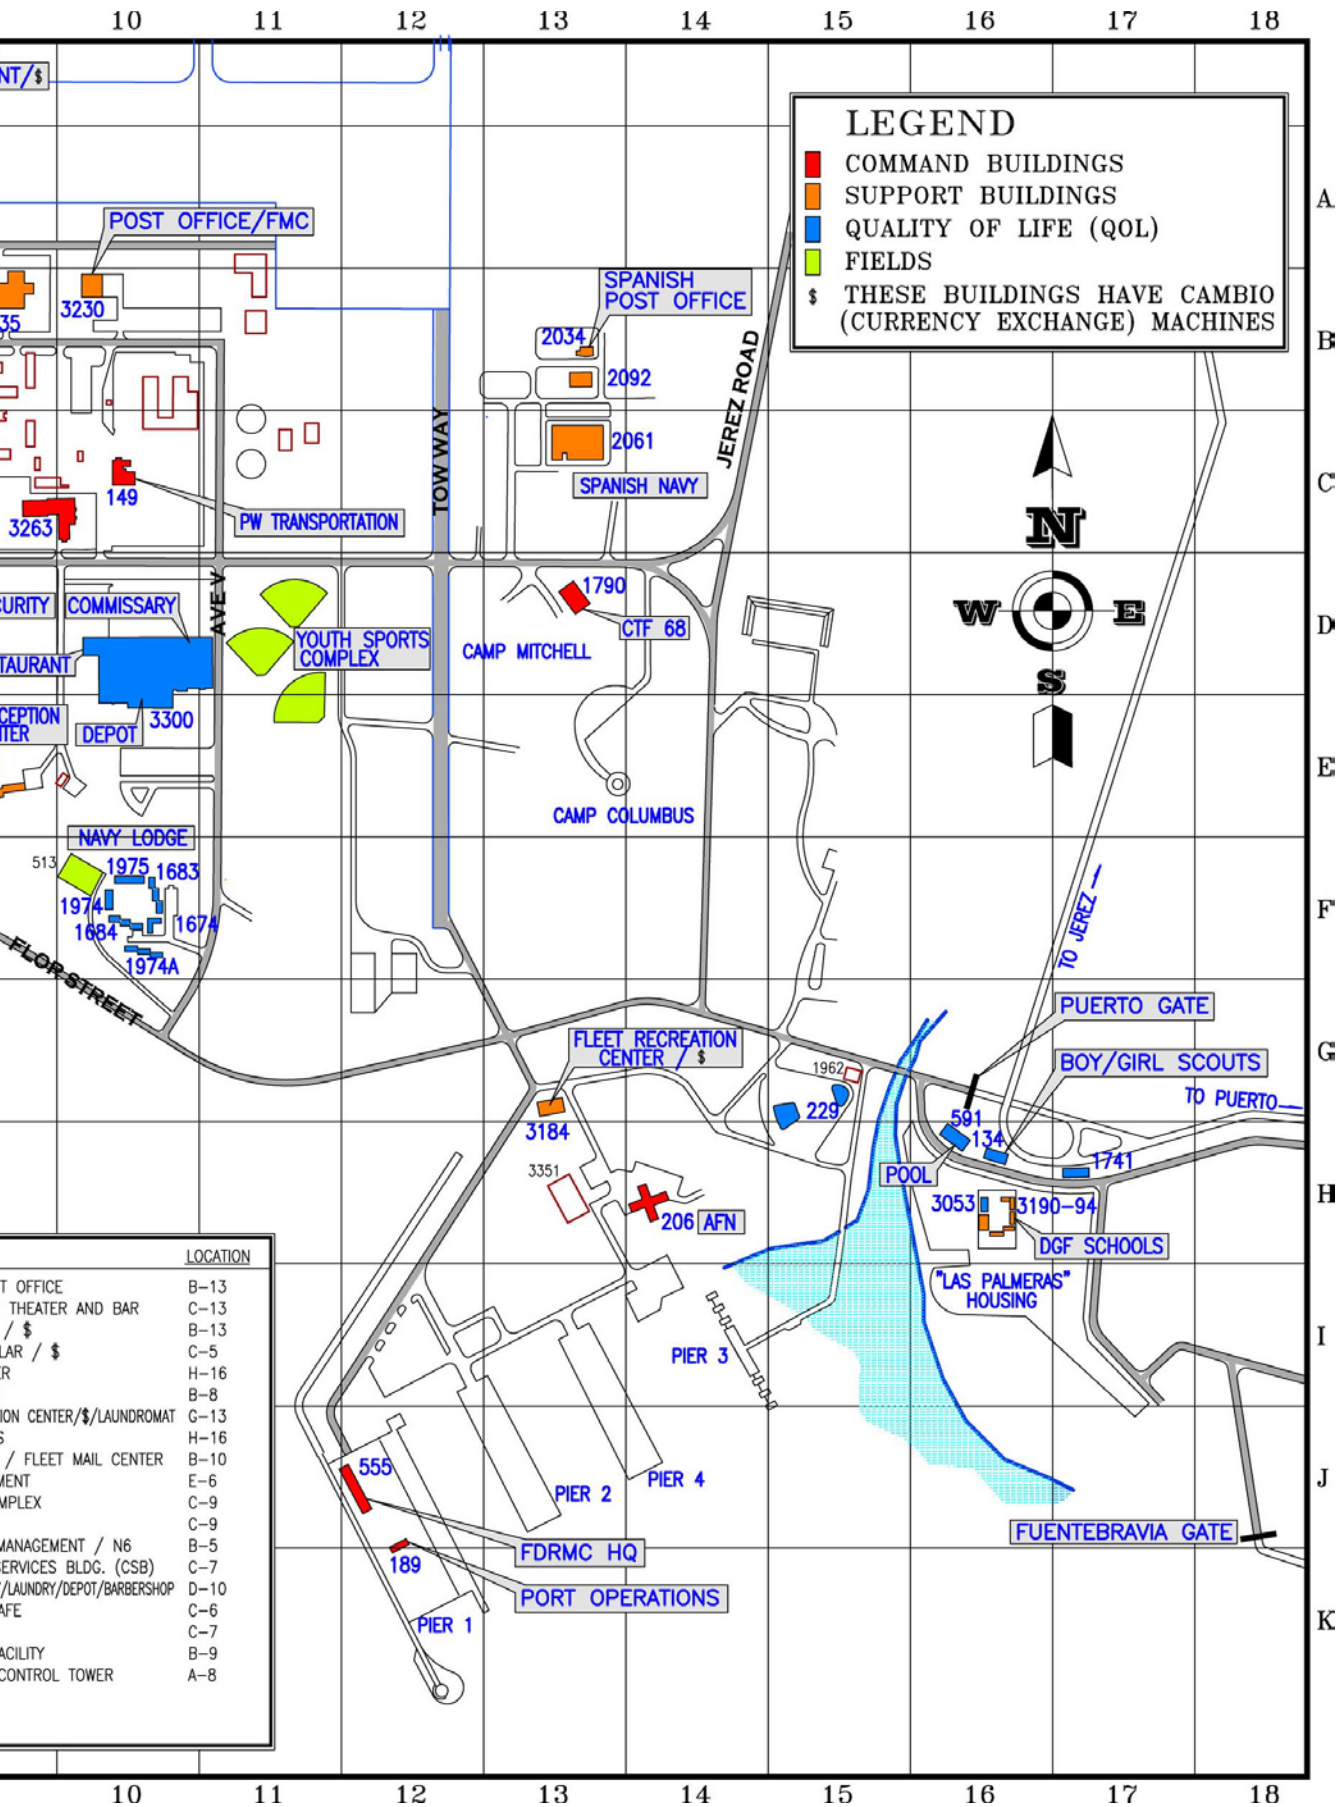 10 11 12 13 14 15 16 17 18
NT/$
LEGEND
COMMAND BUILDINGS
SUPPORT BUILDINGS
QUALITY OF LIFE (QOL)
FIELDS
$ THESE BUILDINGS HAVE CAMBIO
(CURRENCY EXCHANGE) MACHINES
A
POST OFFICE/FMC
35
3230
SPANISH
POST OFFICE
2034
2092
B
JEREZ ROAD
TOW WAY
2061
SPANISH NAVY
149
3263
PW TRANSPORTATION
C
N
W E
S
1790
CTF 68
CAMP MITCHELL
D
CURITY
COMMISSARY
AVE V
YOUTH SPORTS
COMPLEX
TAURANT
CEPTION
TER
DEPOT
3300
E
CAMP COLUMBUS
NAVY LODGE
513
1975
1683
1974
1684
1674
1974A
F
FLOR STREET
TO JEREZ
PUERTO GATE
FLEET RECREATION
CENTER / $
BOY/GIRL SCOUTS
G
1962
TO PUERTO
229
591
134
3184
1741
POOL
3351
3053
3190-94
H
206
AFN
DGF SCHOOLS
"LAS PALMERAS"
HOUSING
I
PIER 3
555
PIER 2
PIER 4
J
FUENTEBRAVIA GATE
FDRMC HQ
189
PORT OPERATIONS
PIER 1
K
LOCATION
T OFFICE B-13
THEATER AND BAR C-13
/ $ B-13
LAR / $ C-5
ER H-16
B-8
ION CENTER/$/LAUNDROMAT G-13
S H-16
/ FLEET MAIL CENTER B-10
MENT E-6
MPLEX C-9
C-9
MANAGEMENT / N6 B-5
SERVICES BLDG. (CSB) C-7
/LAUNDRY/DEPOT/BARBERSHOP D-10
AFE C-6
C-7
ACILITY B-9
CONTROL TOWER A-8
10 11 12 13 14 15 16 17 18